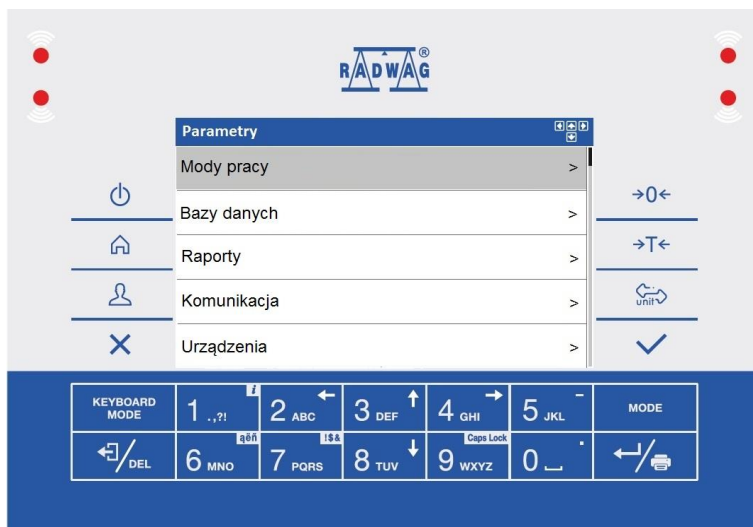 RADWAG®
Parametry
Mody pracy >
Bazy danych >
Raporty >
Komunikacja >
Urządzenia >
→0←
→T←
unit
KEYBOARD MODE
1 .,?! i
2 ABC ←
3 DEF ↑
4 GHI →
5 JKL -
MODE
DEL
6 MNO ąëñ
7 PQRS !$&
8 TUV ↓
9 WXYZ Caps Lock
0 .